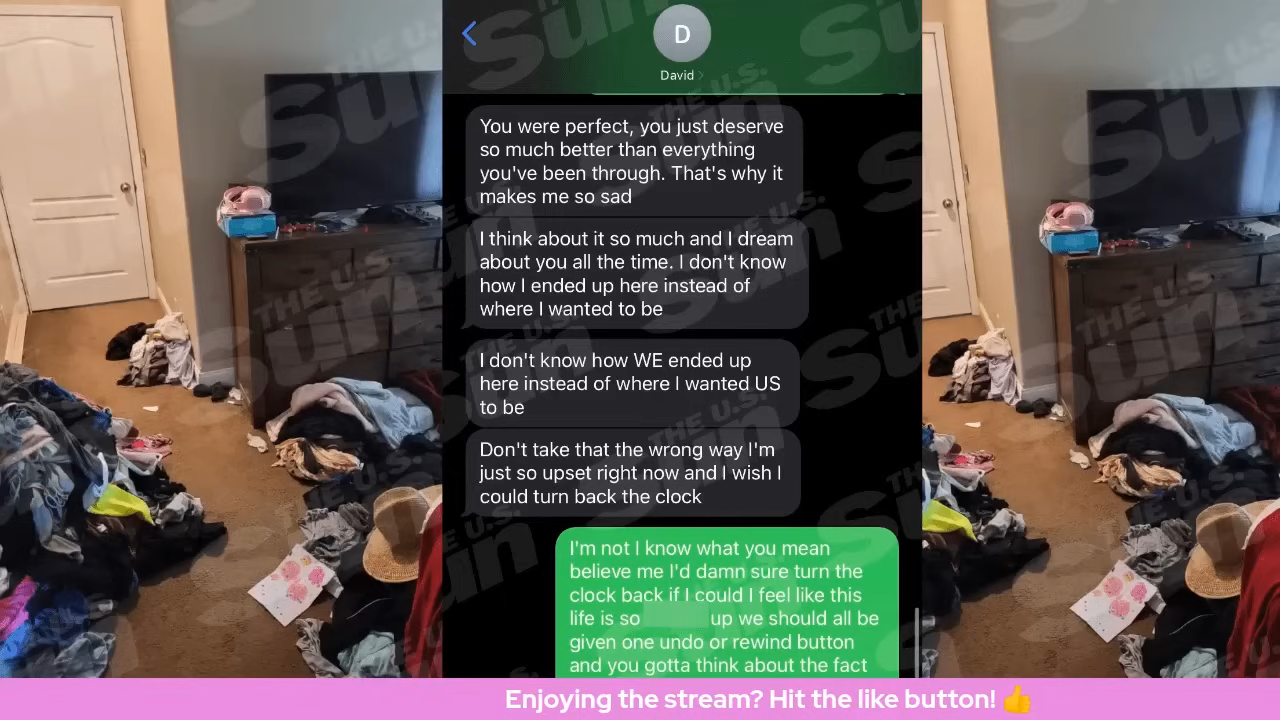 D
David
You were perfect, you just deserve
so much better than everything
you've been through. That's why it
makes me so sad
I think about it so much and I dream
about you all the time. I don't know
how I ended up here instead of
where I wanted to be
I don't know how WE ended up
here instead of where I wanted US
to be
Don't take that the wrong way I'm
just so upset right now and I wish I
could turn back the clock
I'm not I know what you mean
believe me I'd damn sure turn the
clock back if I could I feel like this
life is so up we should all be
given one undo or rewind button
and you gotta think about the fact
THE U.S. Sun
Enjoying the stream? Hit the like button! 👍